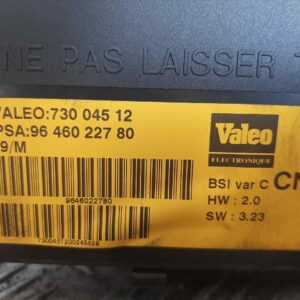 NE PAS LAISSER T
VALEO:730 045 12
PSA:96 460 227 80
9/M
Valeo
ELECTRONIQUE
9646022780
BSI var C CN
HW : 2.0
SW : 3.23